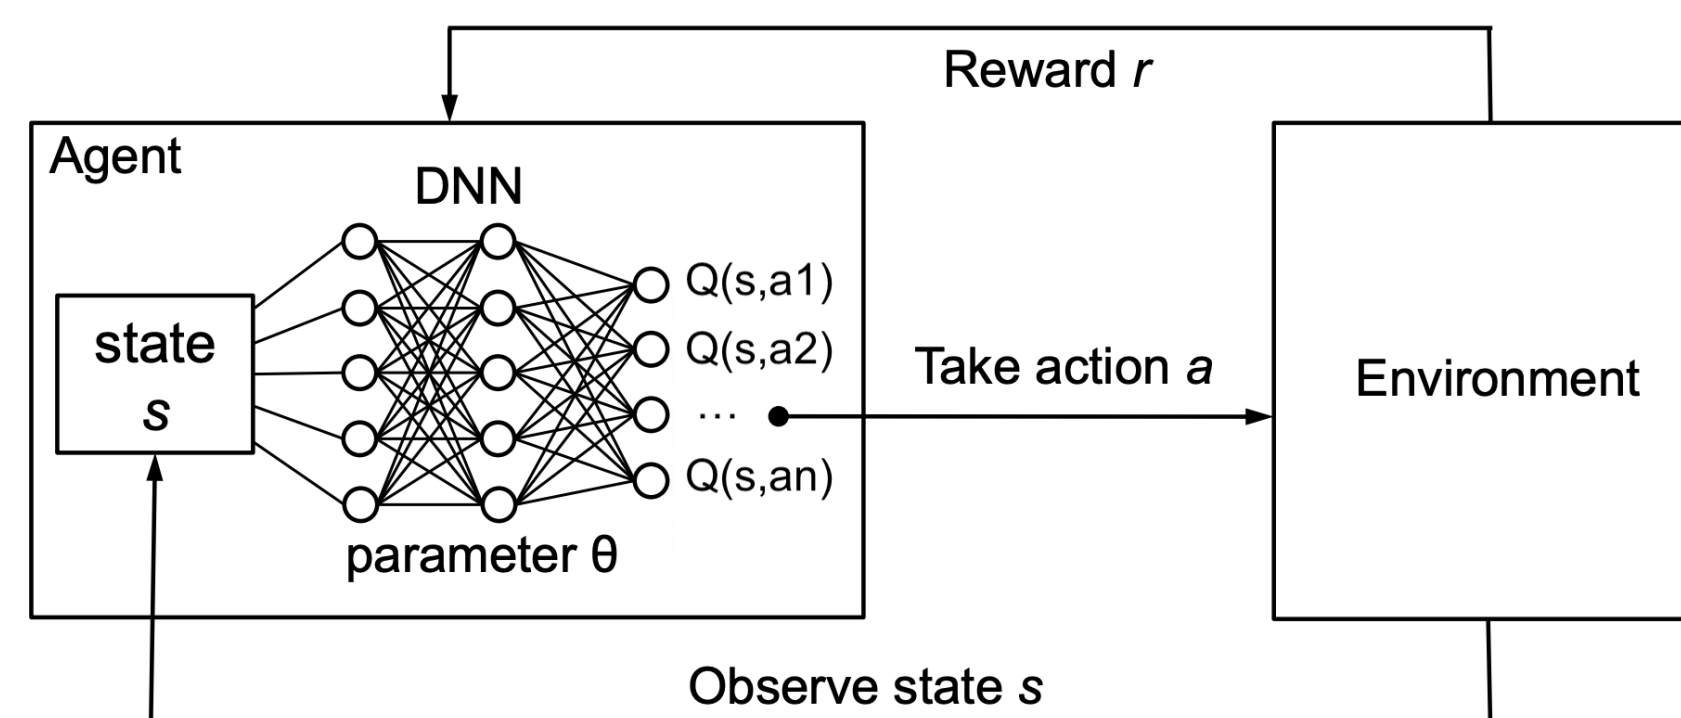 Reward r
Agent
DNN
state
s
Q(s,a1)
Q(s,a2)
...
Q(s,an)
parameter θ
Take action a
Environment
Observe state s